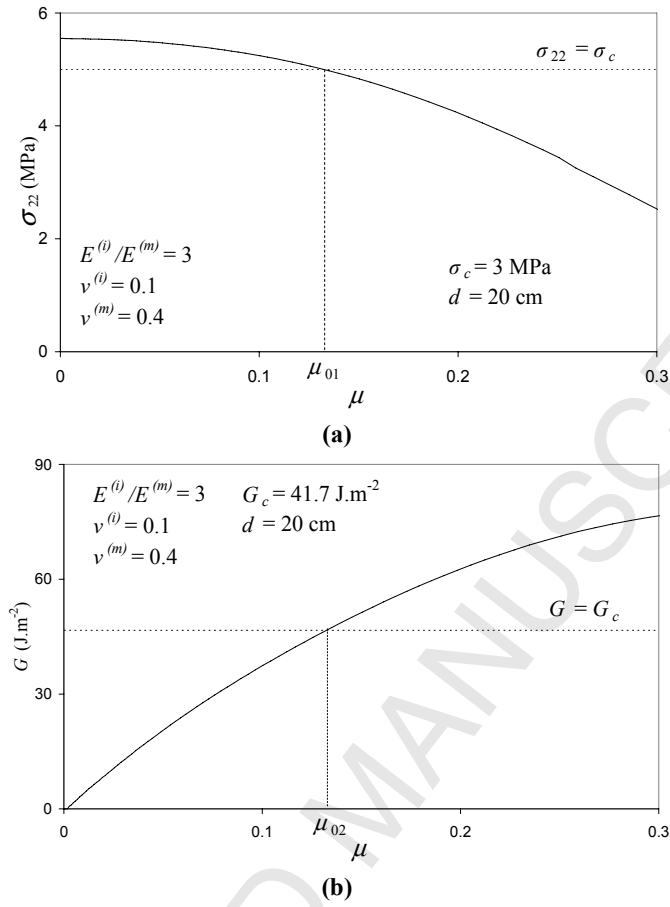 6
σ22 = σc
4
σ22 (MPa)
2
E(i)/E(m) = 3
ν(i) = 0.1
ν(m) = 0.4
σc = 3 MPa
d = 20 cm
0
0 0.1 μ01 0.2 0.3
μ
(a)
90
E(i)/E(m) = 3 Gc = 41.7 J.m-2
ν(i) = 0.1 d = 20 cm
ν(m) = 0.4
60
G = Gc
G (J.m-2)
30
0
0 0.1 μ02 0.2 0.3
μ
(b)
D MANUSC